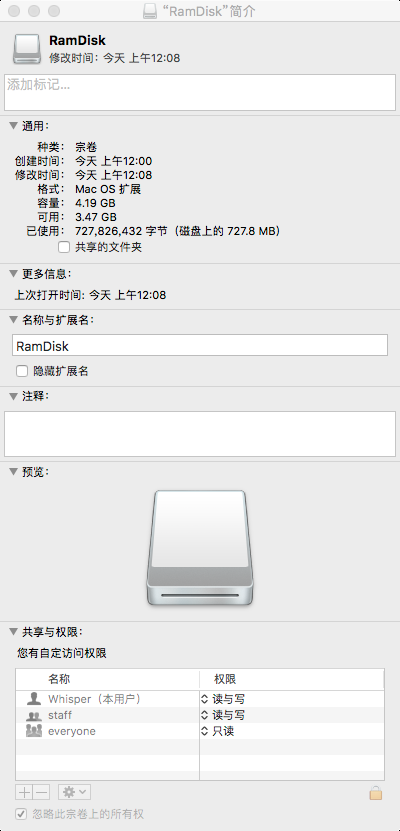 “RamDisk”简介
RamDisk
修改时间：今天 上午12:08
添加标记...
通用：
种类： 宗卷
创建时间： 今天 上午12:00
修改时间： 今天 上午12:08
格式： Mac OS 扩展
容量： 4.19 GB
可用： 3.47 GB
已使用： 727,826,432 字节（磁盘上的 727.8 MB）
共享的文件夹
更多信息：
上次打开时间: 今天 上午12:08
名称与扩展名：
RamDisk
隐藏扩展名
注释：
预览：
共享与权限：
您有自定访问权限
名称 权限
Whisper（本用户） 读与写
staff 读与写
everyone 只读
忽略此宗卷上的所有权